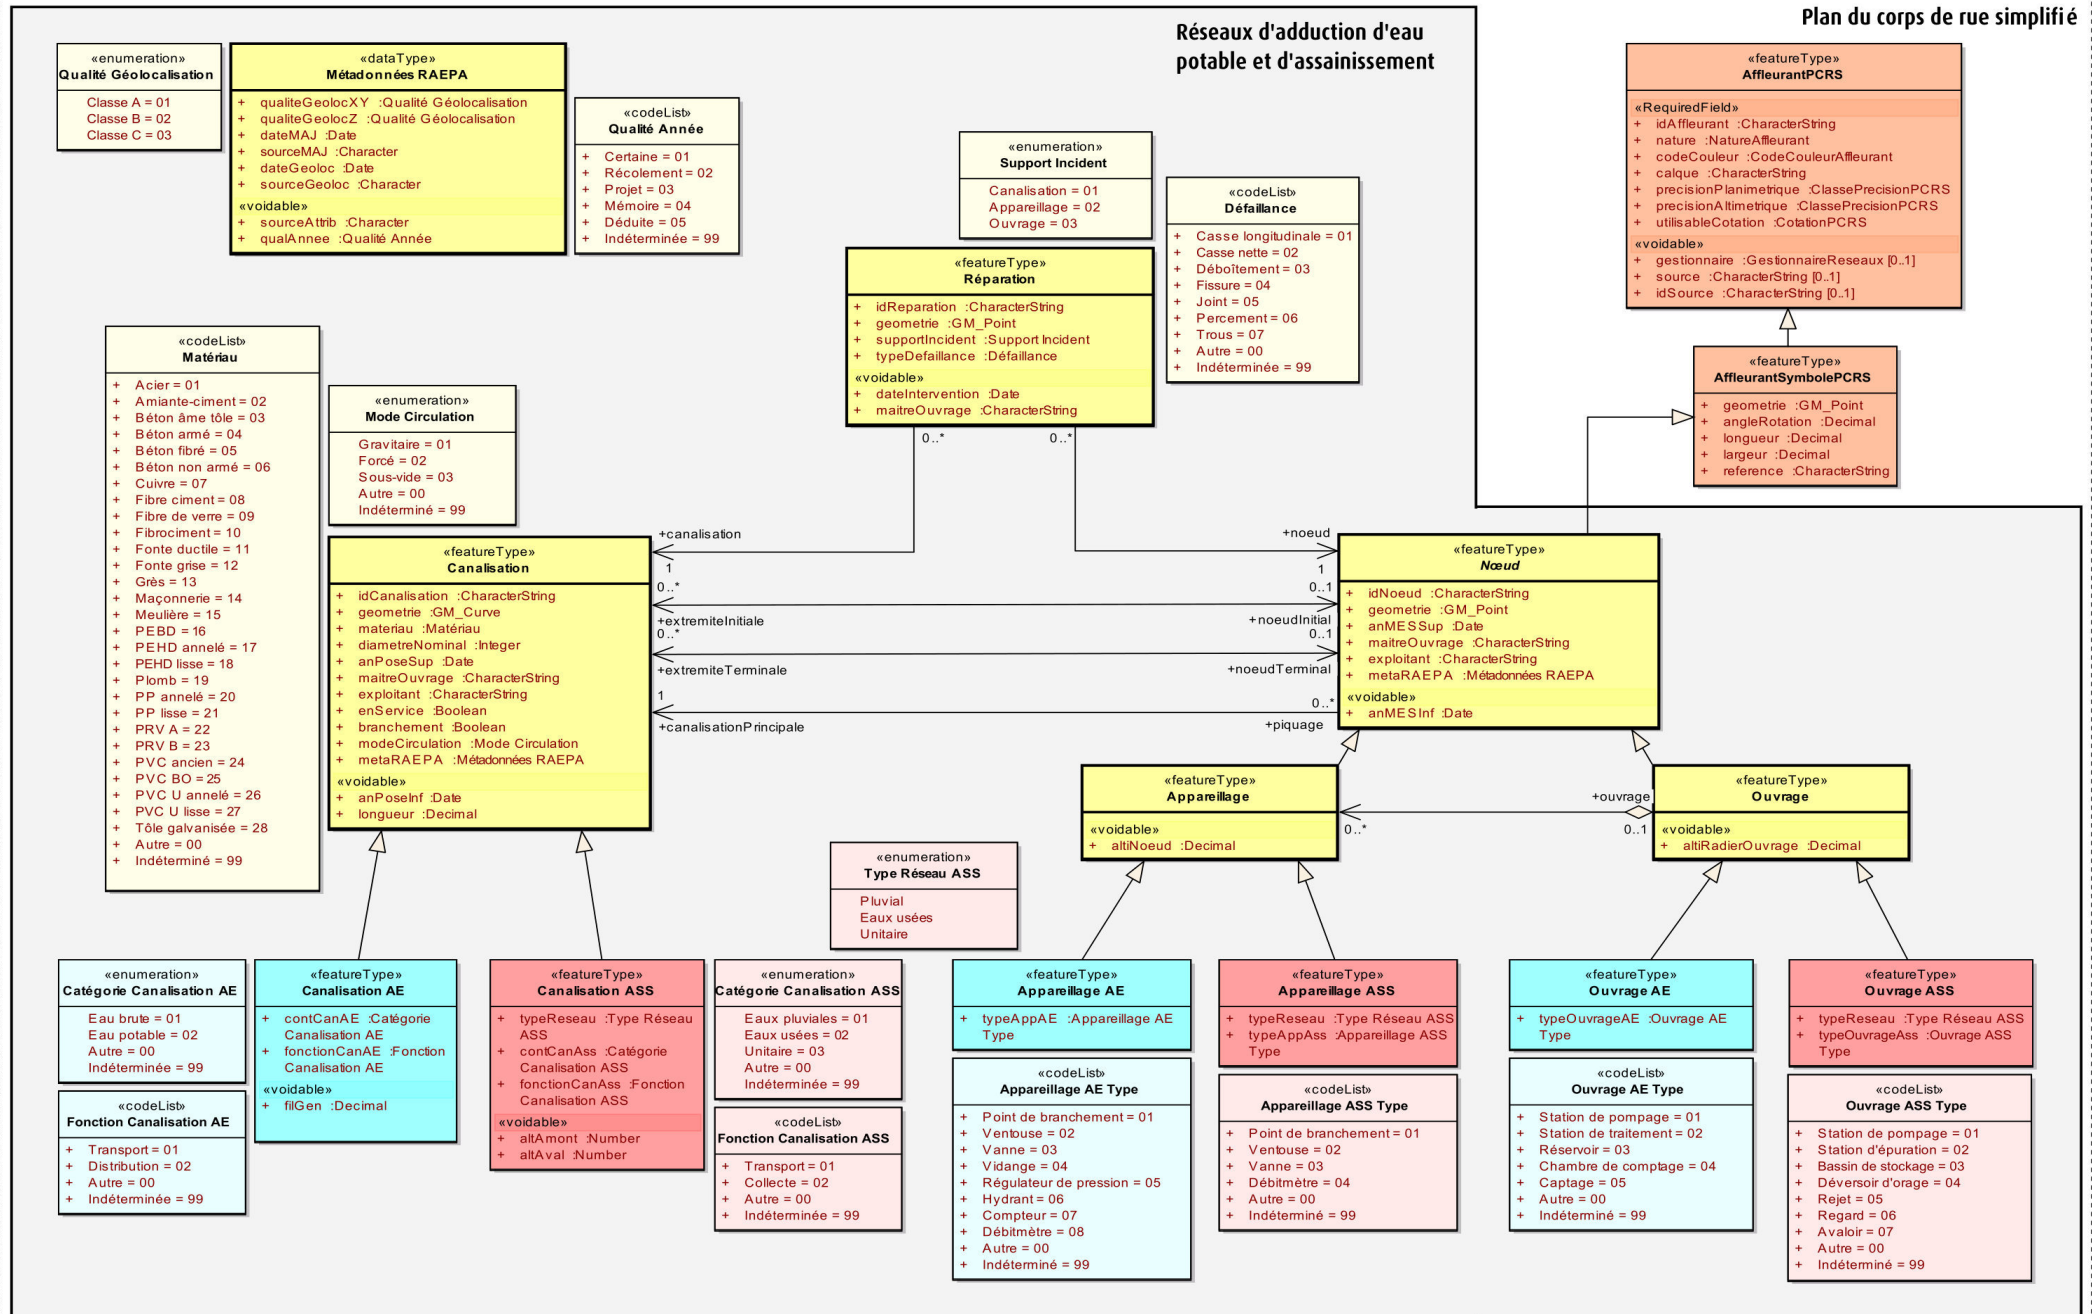 Plan du corps de rue simplifié
Réseaux d'adduction d'eau
potable et d'assainissement
«enumeration»
Qualité Géolocalisation
Classe A = 01
Classe B = 02
Classe C = 03
«dataType»
Métadonnées RAEPA
+ qualiteGeolocXY :Qualité Géolocalisation
+ qualiteGeolocZ :Qualité Géolocalisation
+ dateMAJ :Date
+ sourceMAJ :Character
+ dateGeoloc :Date
+ sourceGeoloc :Character
«voidable»
+ sourceAttrib :Character
+ qualAnnee :Qualité Année
«codeList»
Qualité Année
+ Certaine = 01
+ Récolement = 02
+ Projet = 03
+ Mémoire = 04
+ Déduite = 05
+ Indéterminée = 99
«enumeration»
Support Incident
Canalisation = 01
Appareillage = 02
Ouvrage = 03
«codeList»
Défaillance
+ Casse longitudinale = 01
+ Casse nette = 02
+ Déboîtement = 03
+ Fissure = 04
+ Joint = 05
+ Percement = 06
+ Trous = 07
+ Autre = 00
+ Indéterminée = 99
«featureType»
Réparation
+ idReparation :CharacterString
+ geometrie :GM_Point
+ supportIncident :Support Incident
+ typeDefaillance :Défaillance
«voidable»
+ dateIntervention :Date
+ maitreOuvrage :CharacterString
«featureType»
AffleurantPCRS
«RequiredField»
+ idAffleurant :CharacterString
+ nature :NatureAffleurant
+ codeCouleur :CodeCouleurAffleurant
+ calque :CharacterString
+ precisionPlanimetrique :ClassePrecisionPCRS
+ precisionAltimetrique :ClassePrecisionPCRS
+ utilisableCotation :CotationPCRS
«voidable»
+ gestionnaire :GestionnaireReseaux [0..1]
+ source :CharacterString [0..1]
+ idSource :CharacterString [0..1]
«featureType»
AffleurantSymbolePCRS
+ geometrie :GM_Point
+ angleRotation :Decimal
+ longueur :Decimal
+ largeur :Decimal
+ reference :CharacterString
«codeList»
Matériau
+ Acier = 01
+ Amiante-ciment = 02
+ Béton âme tôle = 03
+ Béton armé = 04
+ Béton fibré = 05
+ Béton non armé = 06
+ Cuivre = 07
+ Fibre ciment = 08
+ Fibre de verre = 09
+ Fibrociment = 10
+ Fonte ductile = 11
+ Fonte grise = 12
+ Grès = 13
+ Maçonnerie = 14
+ Meulière = 15
+ PEBD = 16
+ PEHD annelé = 17
+ PEHD lisse = 18
+ Plomb = 19
+ PP annelé = 20
+ PP lisse = 21
+ PRV A = 22
+ PRV B = 23
+ PVC ancien = 24
+ PVC BO = 25
+ PVC U annelé = 26
+ PVC U lisse = 27
+ Tôle galvanisée = 28
+ Autre = 00
+ Indéterminé = 99
«enumeration»
Mode Circulation
Gravitaire = 01
Forcé = 02
Sous-vide = 03
Autre = 00
Indéterminé = 99
«featureType»
Canalisation
+ idCanalisation :CharacterString
+ geometrie :GM_Curve
+ materiau :Matériau
+ diametreNominal :Integer
+ anPoseSup :Date
+ maitreOuvrage :CharacterString
+ exploitant :CharacterString
+ enService :Boolean
+ branchement :Boolean
+ modeCirculation :Mode Circulation
+ metaRAEPA :Métadonnées RAEPA
«voidable»
+ anPoseInf :Date
+ longueur :Decimal
0..* 0..*
+canalisation +noeud
1 1
0..* 0..1
+extremiteInitiale +noeudInitial
0..* 0..1
+extremiteTerminale +noeudTerminal
1 0..*
+canalisationPrincipale +piquage
«featureType»
Nœud
+ idNoeud :CharacterString
+ geometrie :GM_Point
+ anMESSup :Date
+ maitreOuvrage :CharacterString
+ exploitant :CharacterString
+ metaRAEPA :Métadonnées RAEPA
«voidable»
+ anMESInf :Date
«featureType»
Appareillage
«voidable»
+ altiNoeud :Decimal
+ouvrage
0..* 0..1
«featureType»
Ouvrage
«voidable»
+ altiRadierOuvrage :Decimal
«enumeration»
Type Réseau ASS
Pluvial
Eaux usées
Unitaire
«enumeration»
Catégorie Canalisation AE
Eau brute = 01
Eau potable = 02
Autre = 00
Indéterminée = 99
«codeList»
Fonction Canalisation AE
+ Transport = 01
+ Distribution = 02
+ Autre = 00
+ Indéterminée = 99
«featureType»
Canalisation AE
+ contCanAE :Catégorie
Canalisation AE
+ fonctionCanAE :Fonction
Canalisation AE
«voidable»
+ filGen :Decimal
«featureType»
Canalisation ASS
+ typeReseau :Type Réseau
ASS
+ contCanAss :Catégorie
Canalisation ASS
+ fonctionCanAss :Fonction
Canalisation ASS
«voidable»
+ altAmont :Number
+ altAval :Number
«enumeration»
Catégorie Canalisation ASS
Eaux pluviales = 01
Eaux usées = 02
Unitaire = 03
Autre = 00
Indéterminée = 99
«codeList»
Fonction Canalisation ASS
+ Transport = 01
+ Collecte = 02
+ Autre = 00
+ Indéterminée = 99
«featureType»
Appareillage AE
+ typeAppAE :Appareillage AE
Type
«codeList»
Appareillage AE Type
+ Point de branchement = 01
+ Ventouse = 02
+ Vanne = 03
+ Vidange = 04
+ Régulateur de pression = 05
+ Hydrant = 06
+ Compteur = 07
+ Débitmètre = 08
+ Autre = 00
+ Indéterminé = 99
«featureType»
Appareillage ASS
+ typeReseau :Type Réseau ASS
+ typeAppAss :Appareillage ASS
Type
«codeList»
Appareillage ASS Type
+ Point de branchement = 01
+ Ventouse = 02
+ Vanne = 03
+ Débitmètre = 04
+ Autre = 00
+ Indéterminé = 99
«featureType»
Ouvrage AE
+ typeOuvrageAE :Ouvrage AE
Type
«codeList»
Ouvrage AE Type
+ Station de pompage = 01
+ Station de traitement = 02
+ Réservoir = 03
+ Chambre de comptage = 04
+ Captage = 05
+ Autre = 00
+ Indéterminé = 99
«featureType»
Ouvrage ASS
+ typeReseau :Type Réseau ASS
+ typeOuvrageAss :Ouvrage ASS
Type
«codeList»
Ouvrage ASS Type
+ Station de pompage = 01
+ Station d'épuration = 02
+ Bassin de stockage = 03
+ Déversoir d'orage = 04
+ Rejet = 05
+ Regard = 06
+ Avaloir = 07
+ Autre = 00
+ Indéterminé = 99